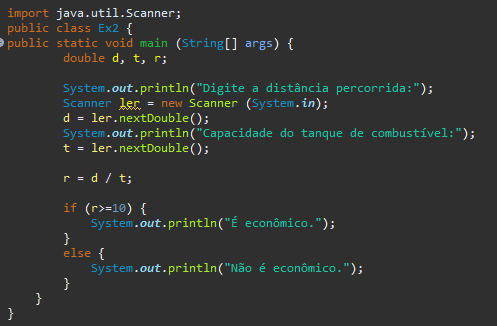 import java.util.Scanner;
public class Ex2 {
public static void main (String[] args) {
double d, t, r;
System.out.println("Digite a distância percorrida:");
Scanner ler = new Scanner (System.in);
d = ler.nextDouble();
System.out.println("Capacidade do tanque de combustível:");
t = ler.nextDouble();
r = d / t;
if (r>=10) {
System.out.println("É econômico.");
}
else {
System.out.println("Não é econômico.");
}
}
}